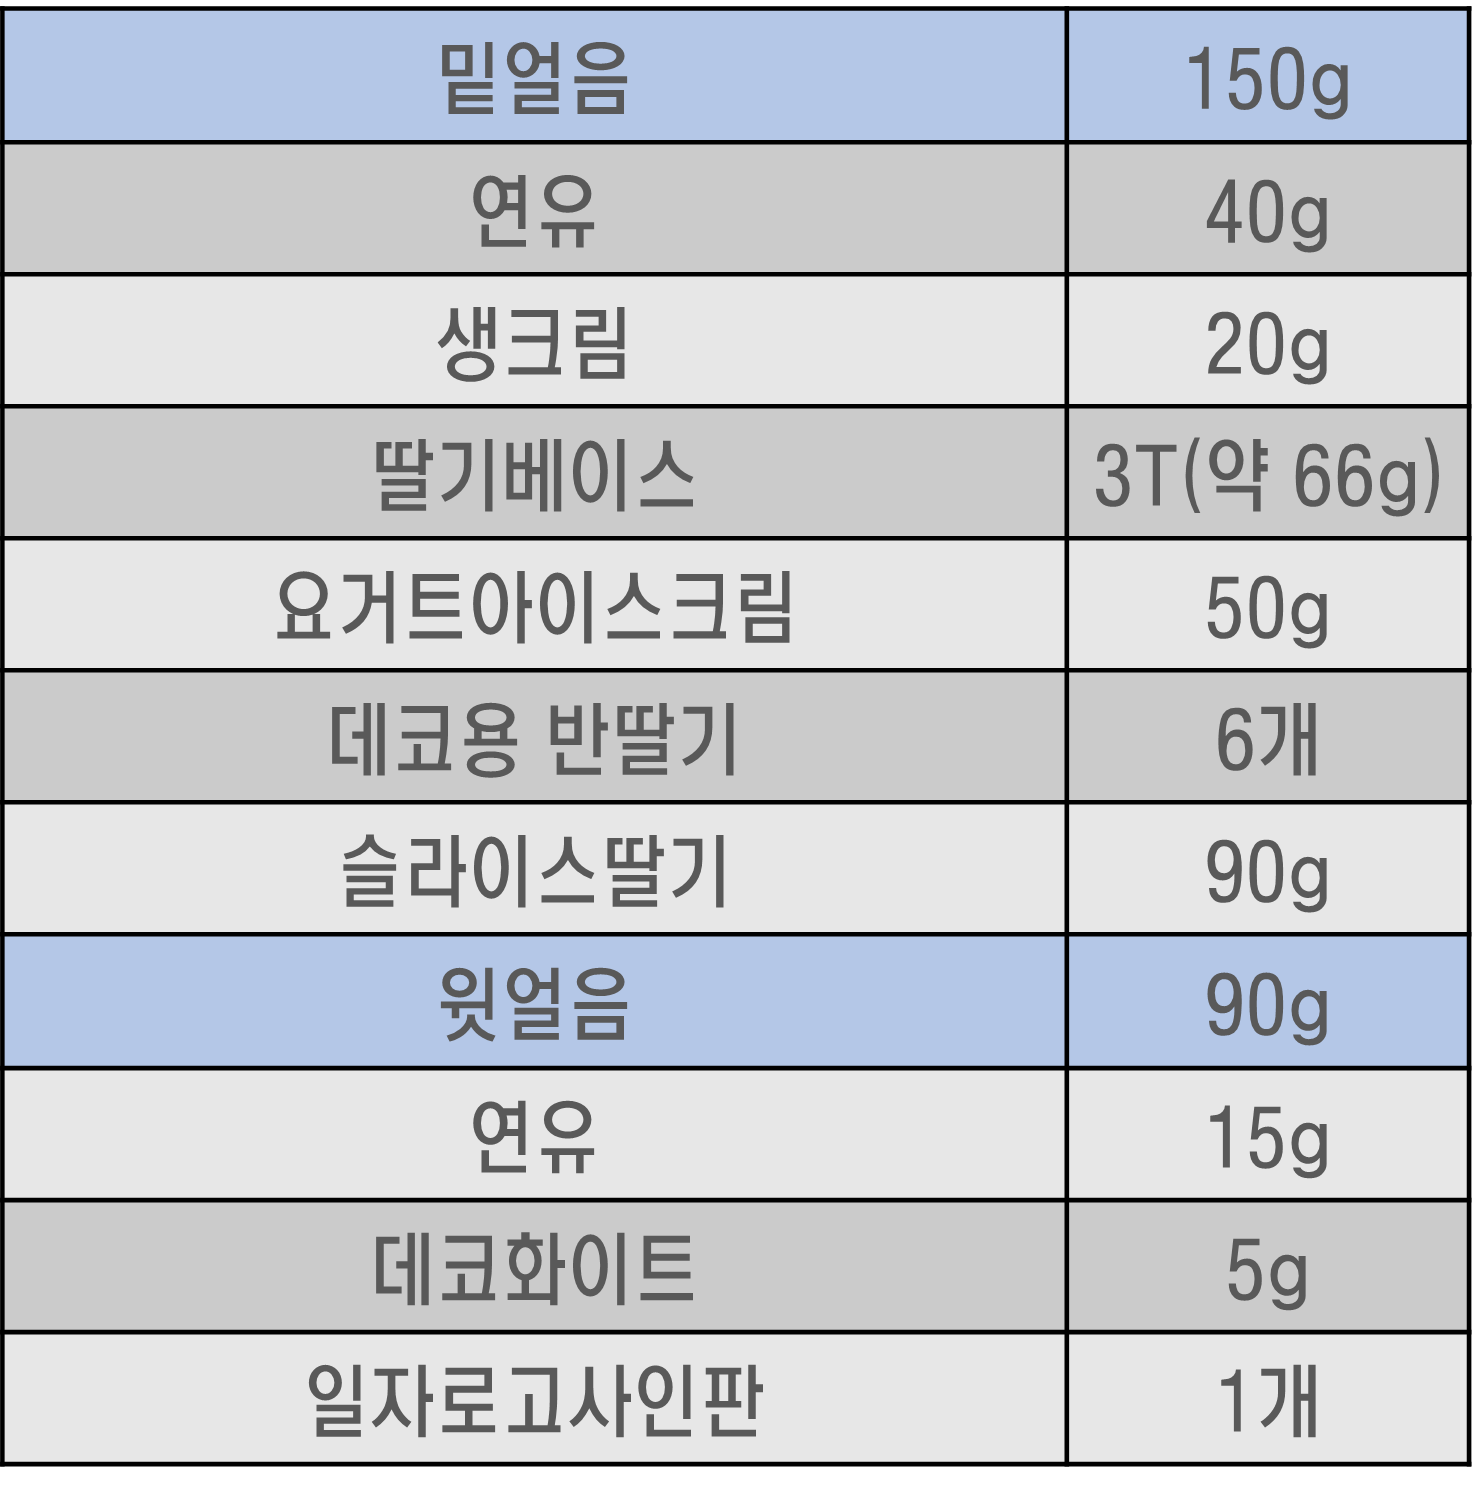 밑얼음 150g
연유 40g
생크림 20g
딸기베이스 3T(약 66g)
요거트아이스크림 50g
데코용 반딸기 6개
슬라이스딸기 90g
윗얼음 90g
연유 15g
데코화이트 5g
일자로고사인판 1개